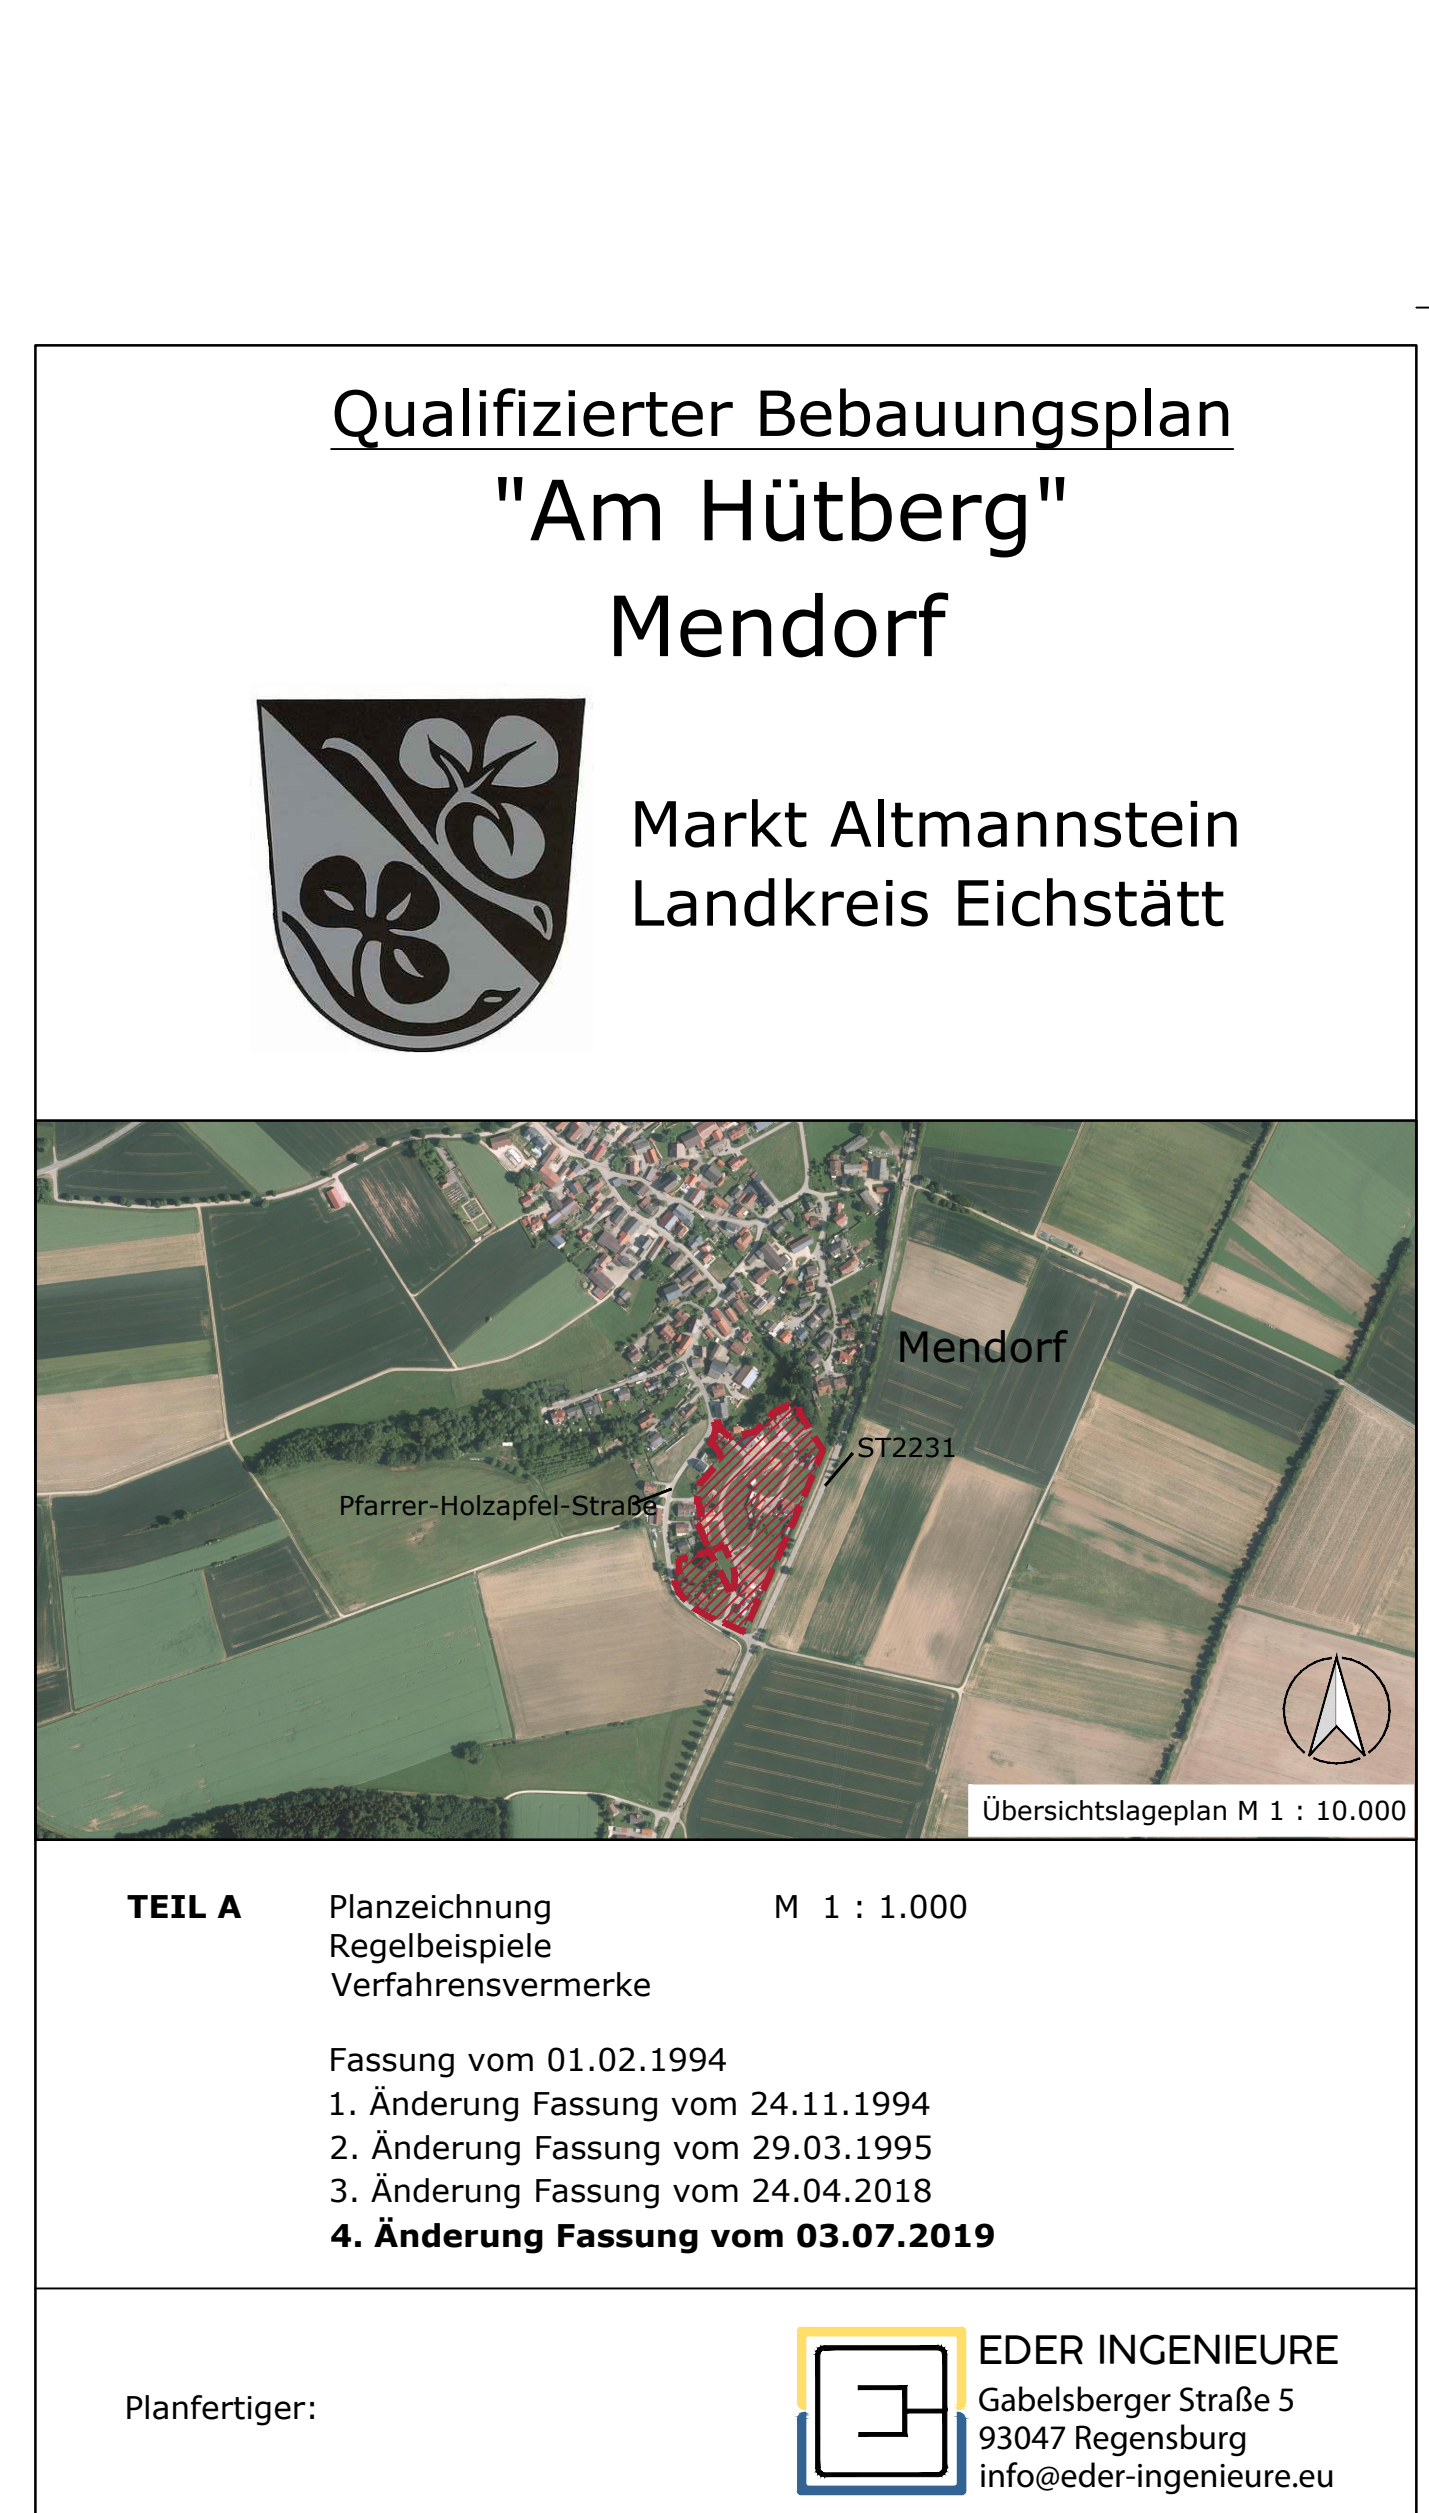 Qualifizierter Bebauungsplan
"Am Hütberg"
Mendorf
Markt Altmannstein
Landkreis Eichstätt
Mendorf
ST2231
Pfarrer-Holzapfel-Straße
Übersichtslageplan M 1 : 10.000
TEIL A Planzeichnung M 1 : 1.000
Regelbeispiele
Verfahrensvermerke
Fassung vom 01.02.1994
1. Änderung Fassung vom 24.11.1994
2. Änderung Fassung vom 29.03.1995
3. Änderung Fassung vom 24.04.2018
4. Änderung Fassung vom 03.07.2019
Planfertiger:
EDER INGENIEURE
Gabelsberger Straße 5
93047 Regensburg
info@eder-ingenieure.eu